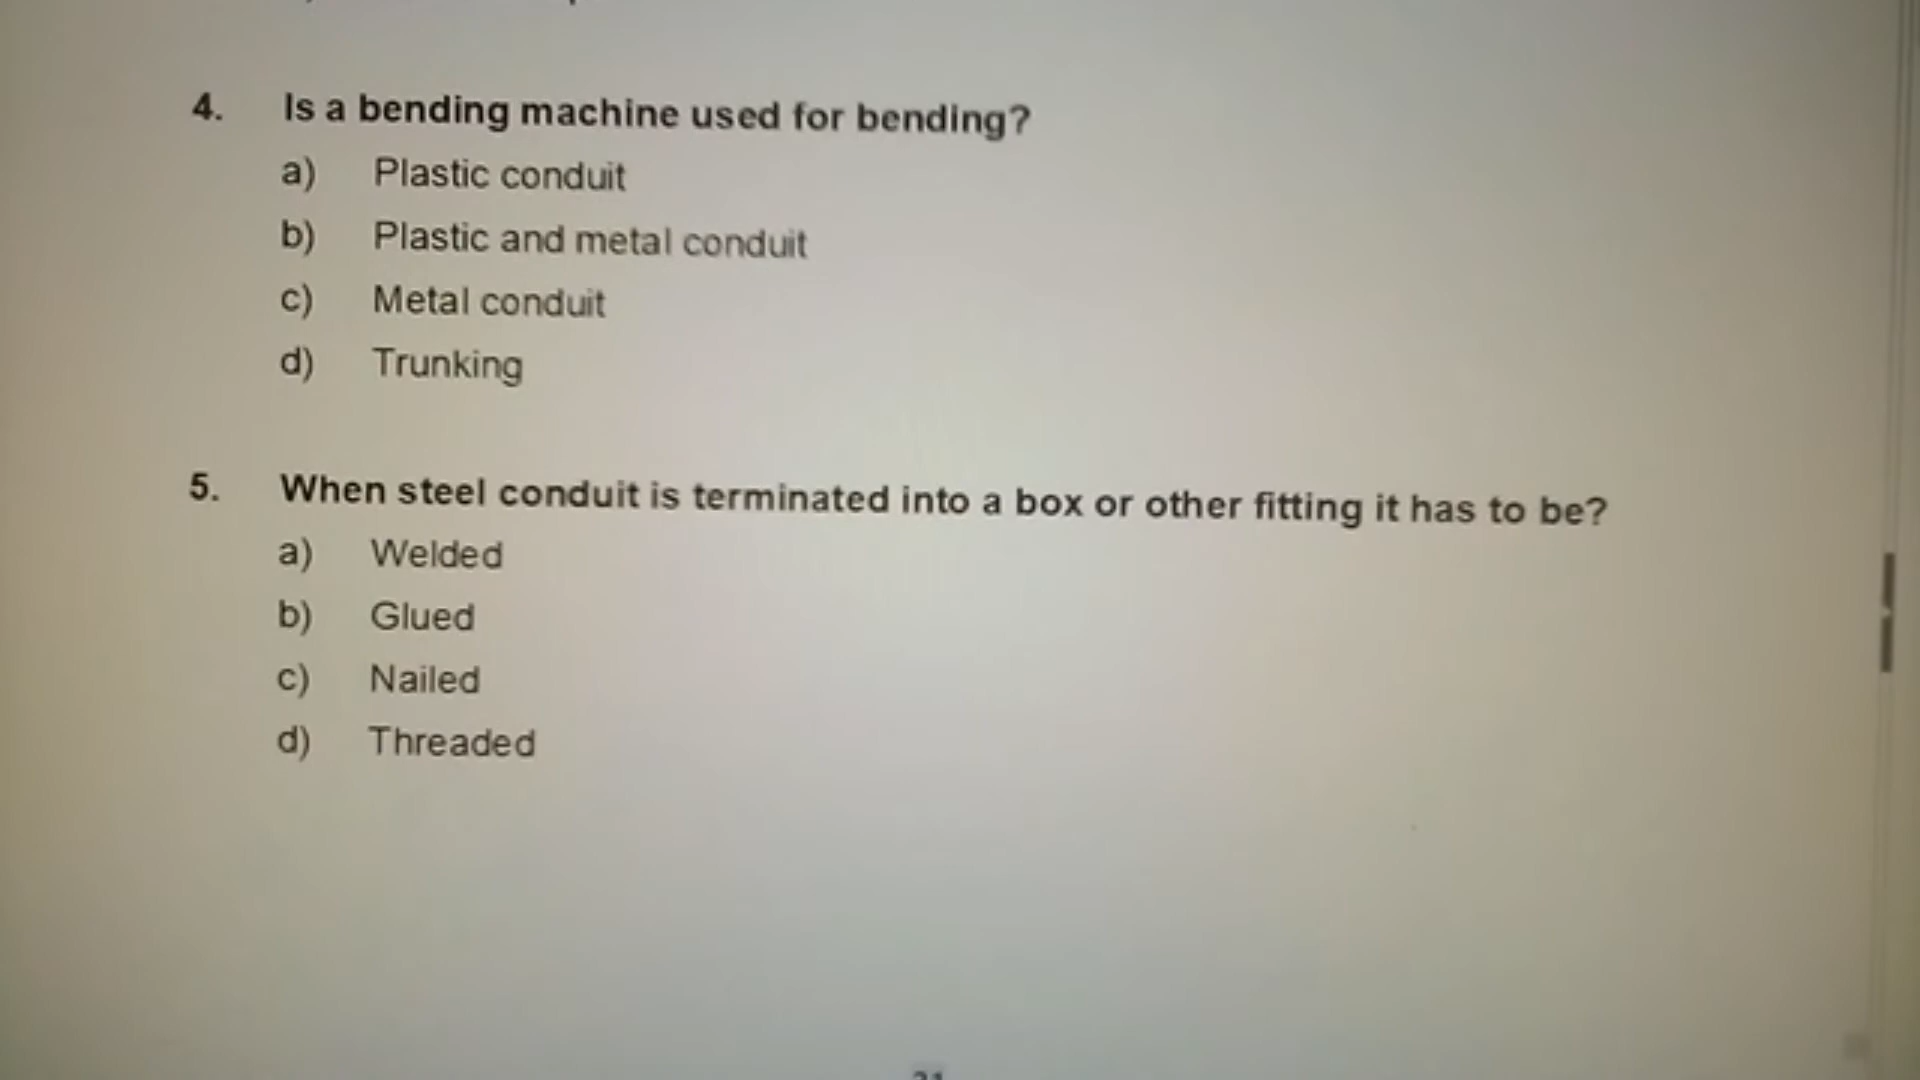 4. Is a bending machine used for bending?
a) Plastic conduit
b) Plastic and metal conduit
c) Metal conduit
d) Trunking
5. When steel conduit is terminated into a box or other fitting it has to be?
a) Welded
b) Glued
c) Nailed
d) Threaded